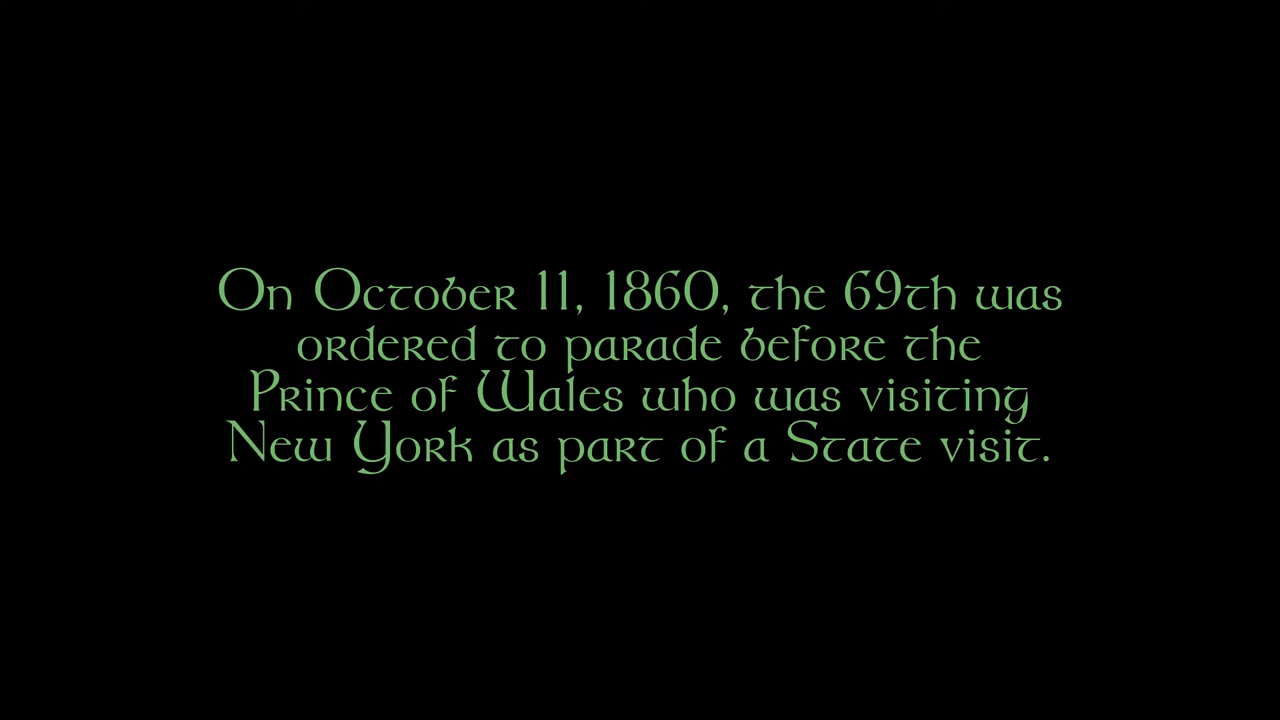 On October 11, 1860, the 69th was
ordered to parade before the
Prince of Wales who was visiting
New York as part of a State visit.